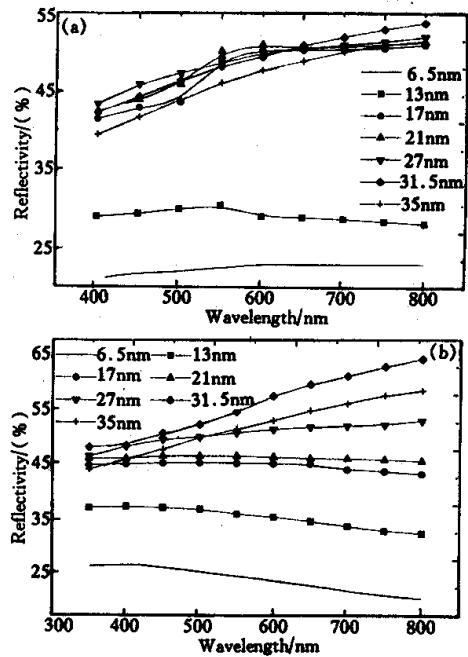 (a)
55
45
35
25
Reflectivity/(%)
6.5nm
13nm
17nm
21nm
27nm
31.5nm
35nm
400 500 600 700 800
Wavelength/nm
(b)
65
55
45
35
25
Reflectivity/(%)
6.5nm 13nm
17nm 21nm
27nm 31.5nm
35nm
300 400 500 600 700 800
Wavelength/nm